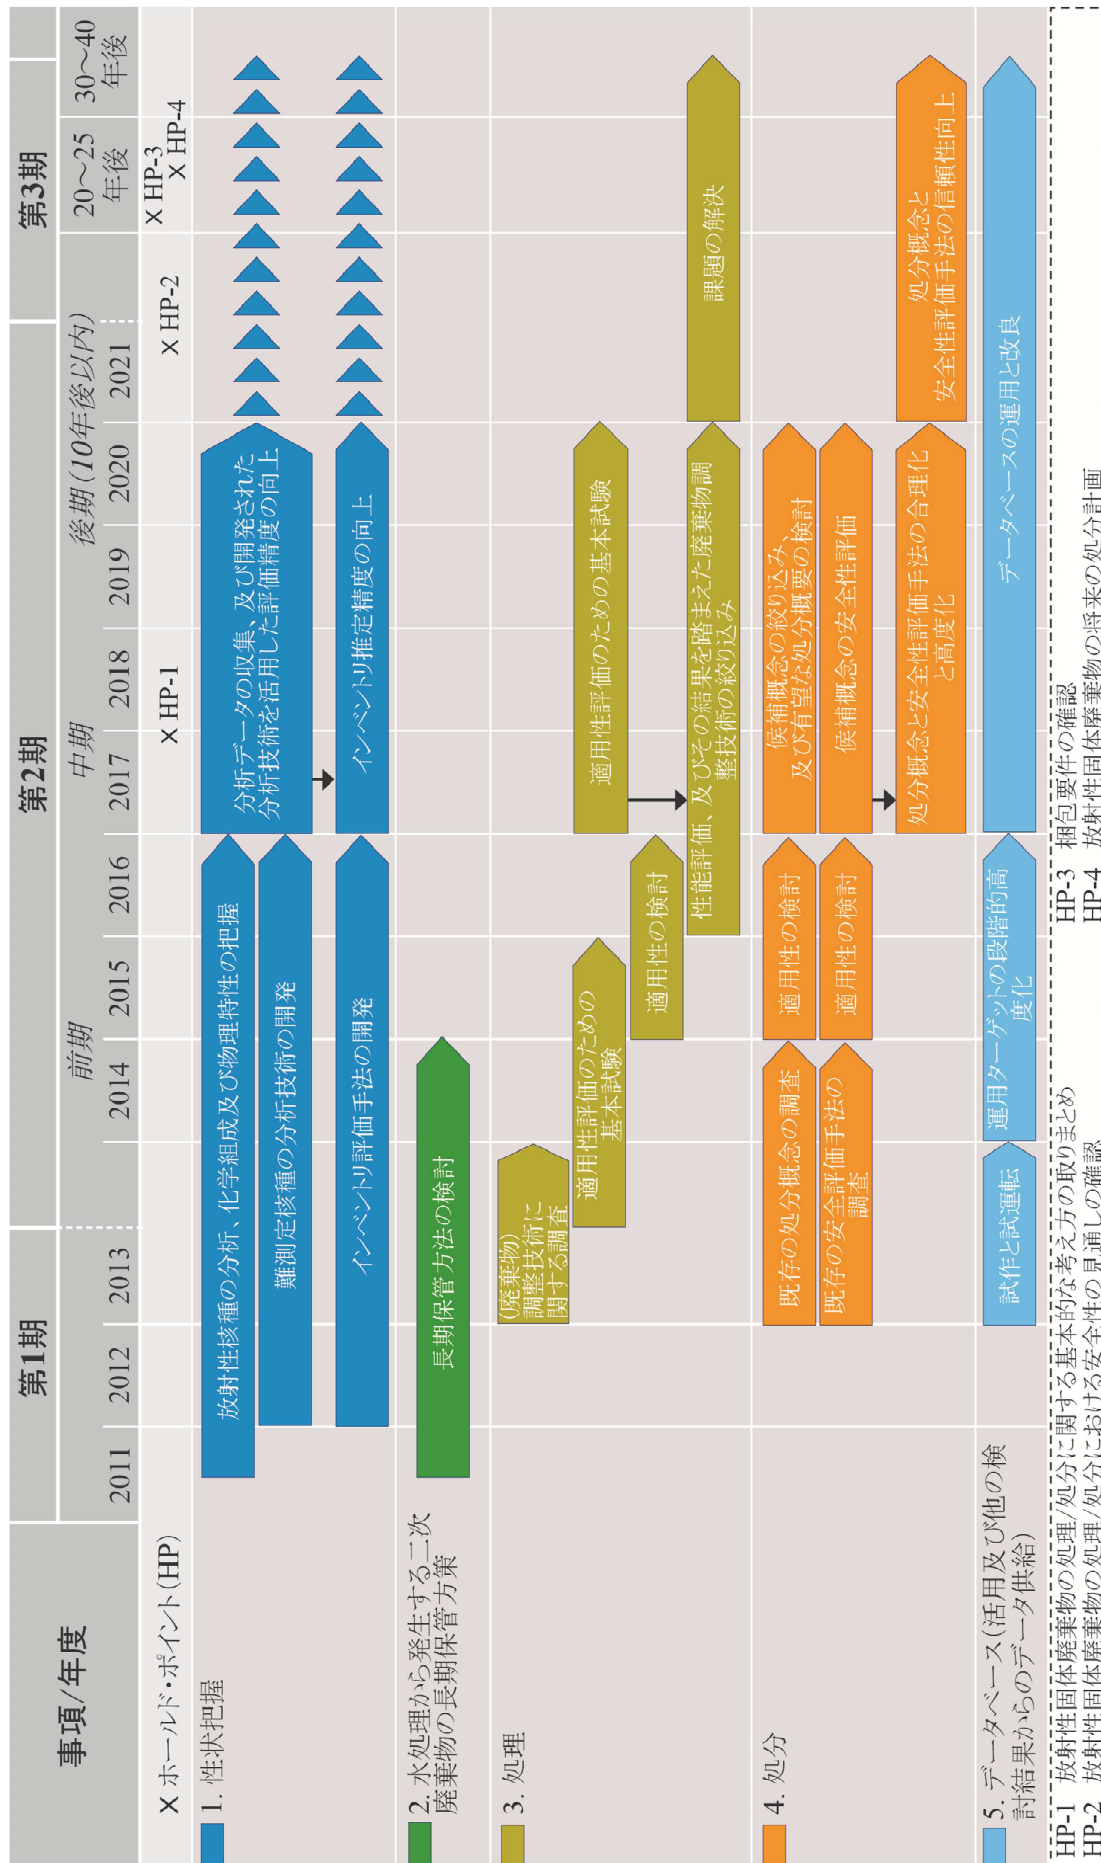 事項/年度
第1期
第2期
第3期
前期
中期
後期(10年後以内)
20～25
年後
30～40
年後
2011
2012
2013
2014
2015
2016
2017
2018
2019
2020
2021
X ホールド・ポイント(HP)
X HP-1
X HP-2
X HP-3
X HP-4
1. 性状把握
放射性核種の分析、化学組成及び物理特性の把握
難測定核種の分析技術の開発
分析データの収集、及び開発された
分析技術を活用した評価精度の向上
インベントリ評価手法の開発
インベントリ推定精度の向上
2. 水処理から発生する二次
廃棄物の長期保管方策
長期保管方法の検討
3. 処理
(廃棄物)
調整技術に
関する調査
適用性評価のための
基本試験
適用性評価のための基本試験
適用性の検討
性能評価、及びその結果を踏まえた廃棄物調
整技術の絞り込み
課題の解決
4. 処分
既存の処分概念の調査
適用性の検討
候補概念の絞り込み、
及び有望な処分概要の検討
既存の安全評価手法の
調査
適用性の検討
候補概念の安全性評価
処分概念と安全性評価手法の合理化
と高度化
処分概念と
安全性評価手法の信頼性向上
5. データベース(活用及び他の検
討結果からのデータ供給)
試作と試運転
運用ターゲットの段階的高
度化
データベースの運用と改良
HP-1 放射性固体廃棄物の処理/処分に関する基本的な考え方の取りまとめ
HP-2 放射性固体廃棄物の処理/処分における安全性の見通しの確認
HP-3 梱包要件の確認
HP-4 放射性固体廃棄物の将来の処分計画